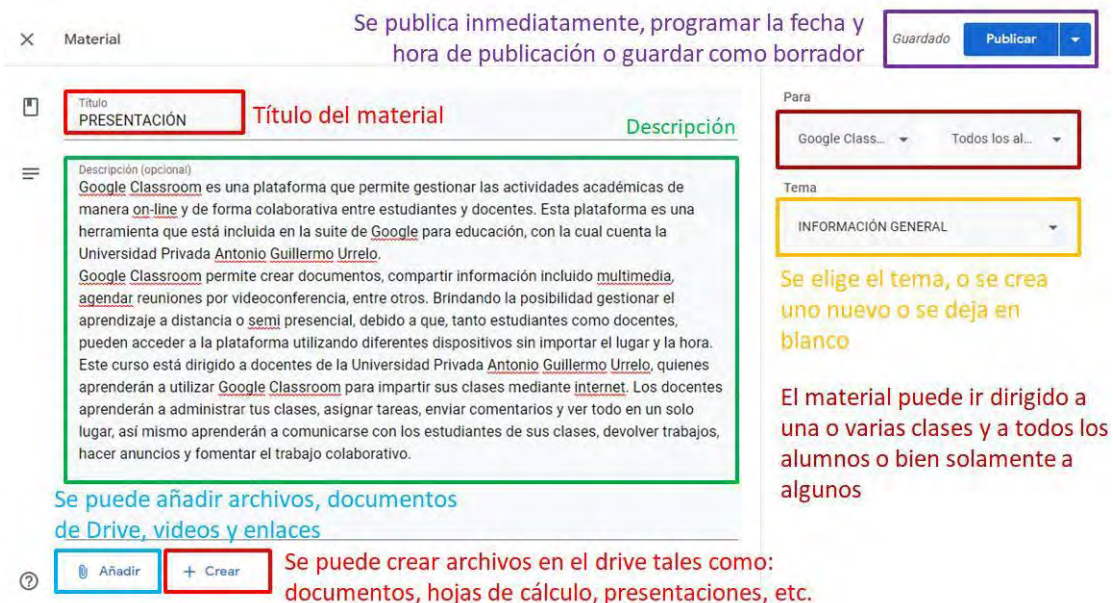 Se publica inmediatamente, programar la fecha y
hora de publicación o guardar como borrador
Material
Guardado
Publicar
Título
PRESENTACIÓN
Título del material
Descripción
Descripción (opcional)
Google Classroom es una plataforma que permite gestionar las actividades académicas de
manera on-line y de forma colaborativa entre estudiantes y docentes. Esta plataforma es una
herramienta que está incluida en la suite de Google para educación, con la cual cuenta la
Universidad Privada Antonio Guillermo Urrelo.
Google Classroom permite crear documentos, compartir información incluido multimedia,
agendar reuniones por videoconferencia, entre otros. Brindando la posibilidad gestionar el
aprendizaje a distancia o semi presencial, debido a que, tanto estudiantes como docentes,
pueden acceder a la plataforma utilizando diferentes dispositivos sin importar el lugar y la hora.
Este curso está dirigido a docentes de la Universidad Privada Antonio Guillermo Urrelo, quienes
aprenderán a utilizar Google Classroom para impartir sus clases mediante internet. Los docentes
aprenderán a administrar tus clases, asignar tareas, enviar comentarios y ver todo en un solo
lugar, así mismo aprenderán a comunicarse con los estudiantes de sus clases, devolver trabajos,
hacer anuncios y fomentar el trabajo colaborativo.
Se puede añadir archivos, documentos
de Drive, videos y enlaces
Añadir
+ Crear
Se puede crear archivos en el drive tales como:
documentos, hojas de cálculo, presentaciones, etc.
Para
Google Class...
Todos los al...
Tema
INFORMACIÓN GENERAL
Se elige el tema, o se crea
uno nuevo o se deja en
blanco
El material puede ir dirigido a
una o varias clases y a todos los
alumnos o bien solamente a
algunos